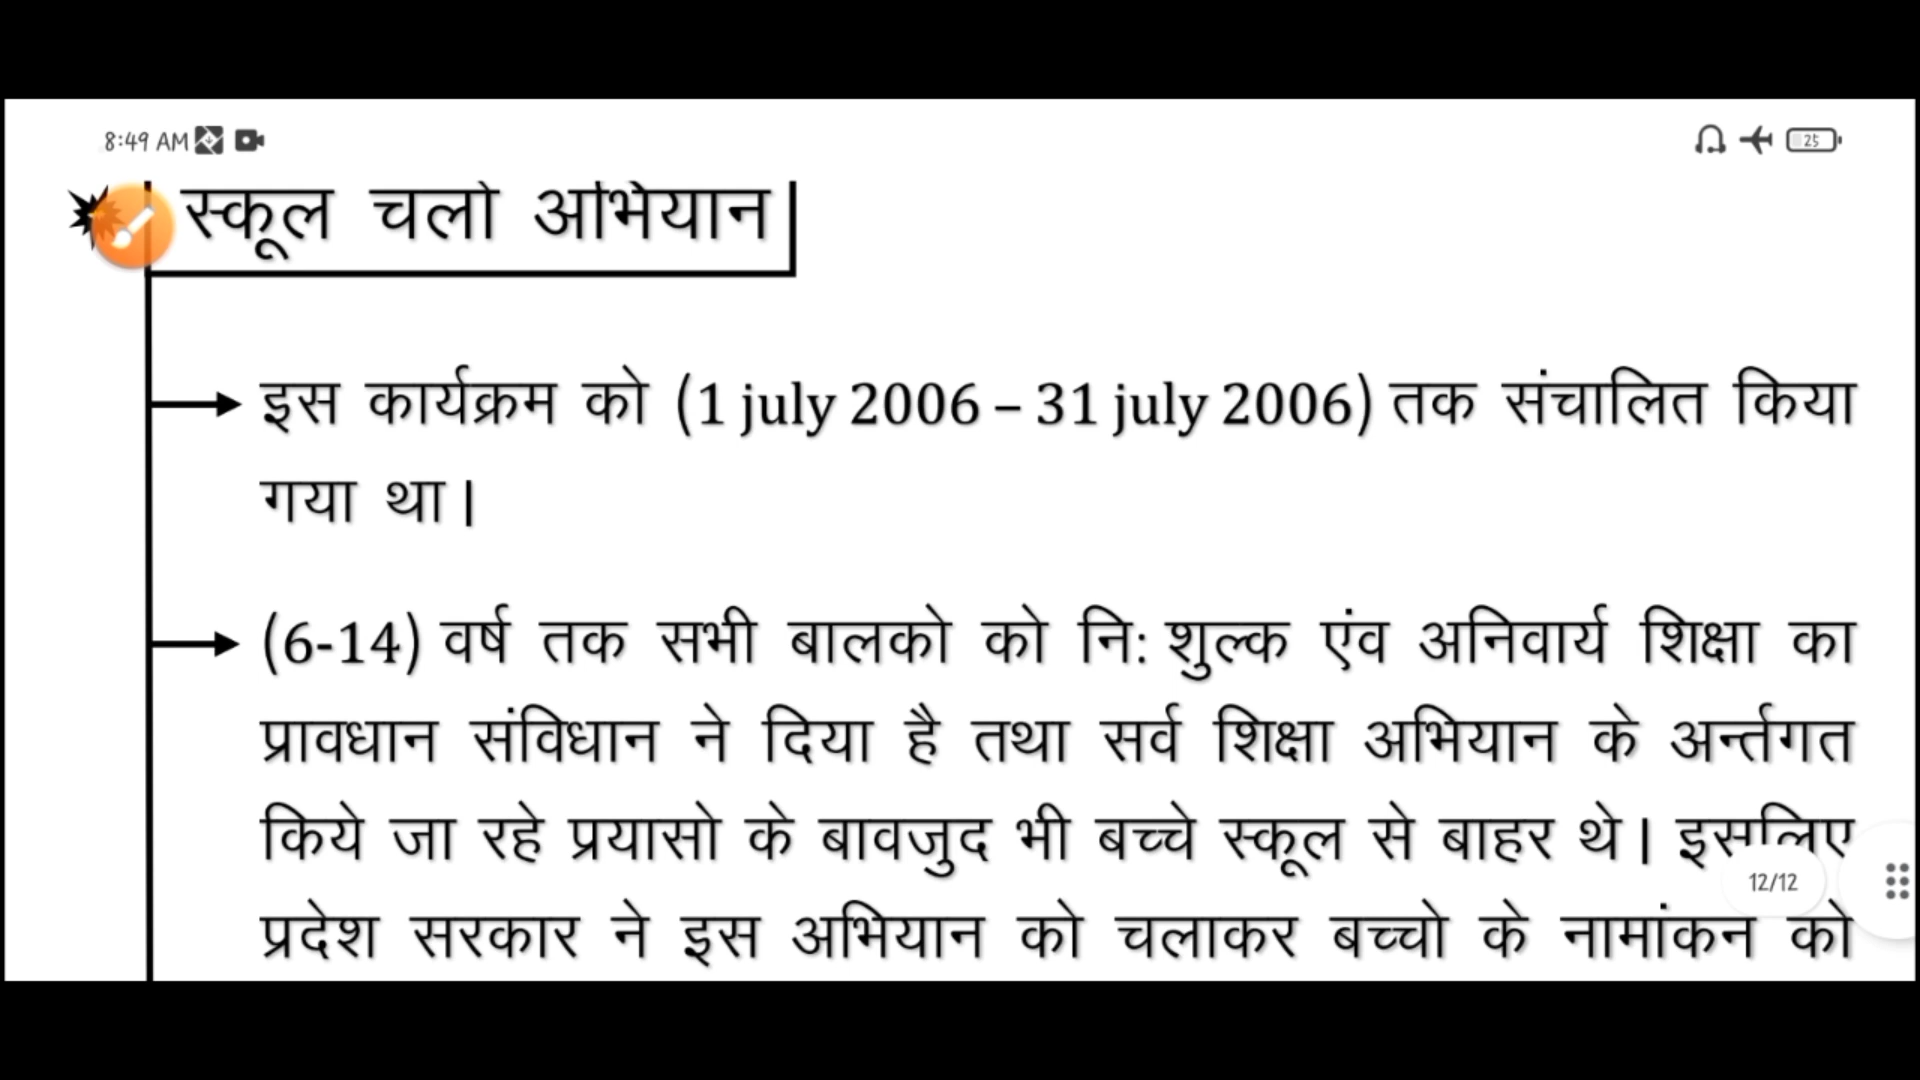 8:49 AM
25
स्कूल चलो अभियान
इस कार्यक्रम को (1 july 2006 – 31 july 2006) तक संचालित किया
गया था।
(6-14) वर्ष तक सभी बालको को नि: शुल्क एंव अनिवार्य शिक्षा का
प्रावधान संविधान ने दिया है तथा सर्व शिक्षा अभियान के अर्न्तगत
किये जा रहे प्रयासो के बावजुद भी बच्चे स्कूल से बाहर थे। इसलिए
12/12
प्रदेश सरकार ने इस अभियान को चलाकर बच्चो के नामांकन को